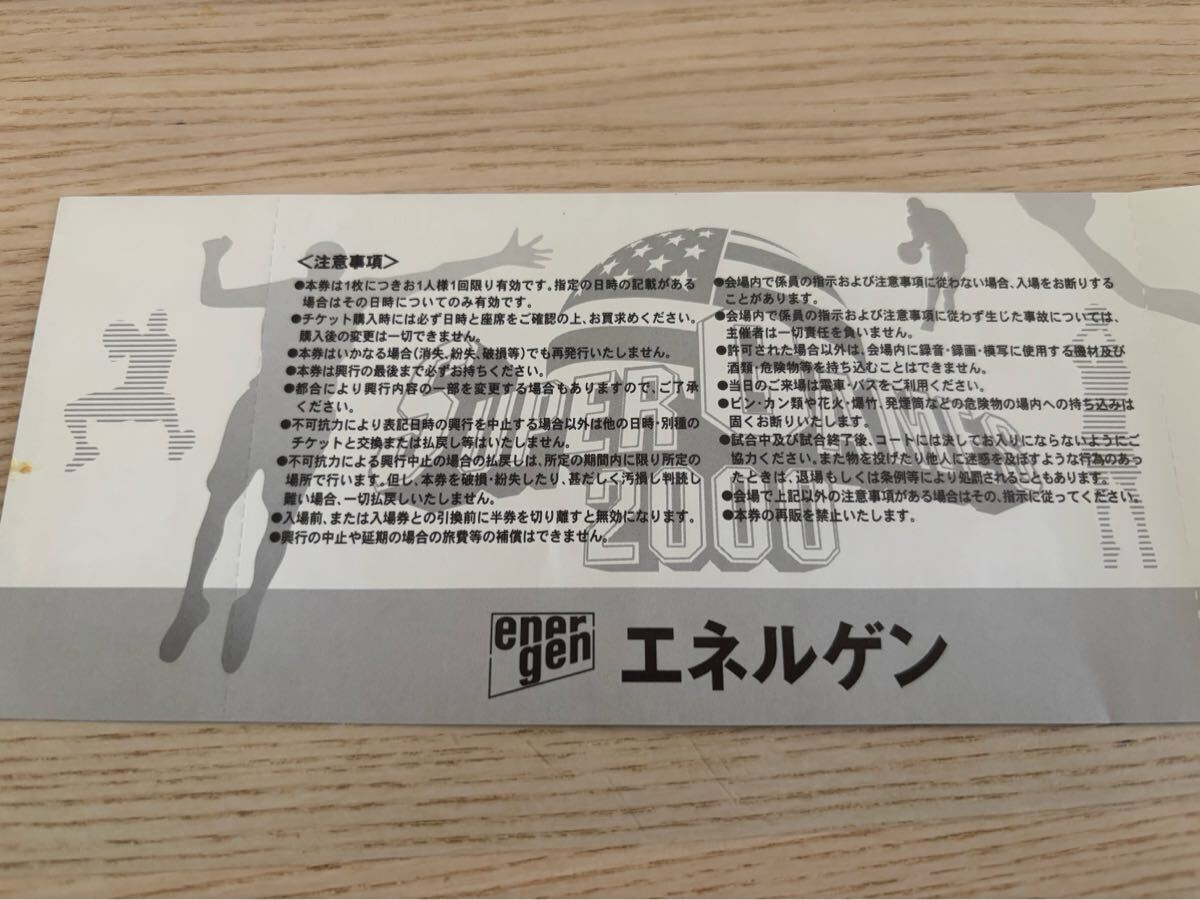 <注意事項>
●本券は1枚につきお1人様1回限り有効です。指定の日時の記載がある
場合はその日時についてのみ有効です。
●チケット購入時には必ず日時と座席をご確認の上、お買求めください。
購入後の変更は一切できません。
●本券はいかなる場合(消失、紛失、破損等)でも再発行いたしません。
●本券は興行の最後まで必ずお持ちください。
●都合により興行内容の一部を変更する場合もありますので、ご了承
ください。
●不可抗力により表記日時の興行を中止する場合以外は他の日時・別種の
チケットと交換または払戻し等はいたしません。
●不可抗力による興行中止の場合の払戻しは、所定の期間内に限り所定の
場所で行います。但し、本券を破損・紛失したり、甚だしく汚損し判読し
難い場合、一切払戻しいたしません。
●入場前、または入場券との引換前に半券を切り離すと無効になります。
●興行の中止や延期の場合の旅費等の補償はできません。
●会場内で係員の指示および注意事項に従わない場合、入場をお断りする
ことがあります。
●会場内で係員の指示および注意事項に従わず生じた事故については、
主催者は一切責任を負いません。
●許可された場合以外は、会場内に録音・録画・模写に使用する機材及び
酒類・危険物等を持ち込むことはできません。
●当日のご来場は電車・バスをご利用ください。
●ビン・カン類や花火・爆竹、発煙筒などの危険物の場内への持ち込みは
固くお断りいたします。
●試合中及び試合終了後、コートには決してお入りにならないようにご
協力ください。また物を投げたり他人に迷惑を及ぼすような行為のあっ
たときは、退場もしくは条例等により処罰されることもあります。
●会場で上記以外の注意事項がある場合はその、指示に従ってください。
●本券の再販を禁止いたします。
SUPER GAMES
2000
ener
gen
エネルゲン